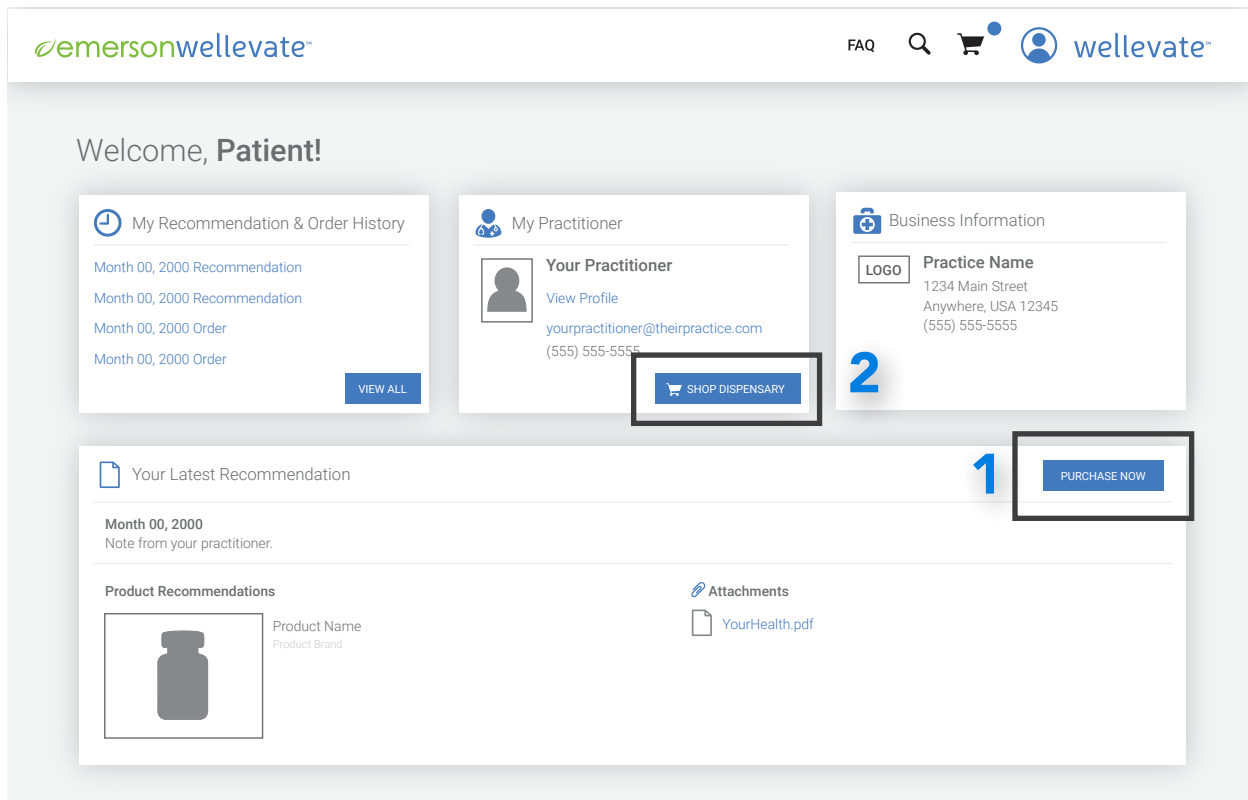 emersonwellevate℠
FAQ
wellevate℠
Welcome, Patient!
My Recommendation & Order History
Month 00, 2000 Recommendation
Month 00, 2000 Recommendation
Month 00, 2000 Order
Month 00, 2000 Order
VIEW ALL
My Practitioner
Your Practitioner
View Profile
yourpractitioner@theirpractice.com
(555) 555-5555
SHOP DISPENSARY
2
Business Information
LOGO
Practice Name
1234 Main Street
Anywhere, USA 12345
(555) 555-5555
Your Latest Recommendation
1
PURCHASE NOW
Month 00, 2000
Note from your practitioner.
Product Recommendations
Product Name
Product Brand
Attachments
YourHealth.pdf